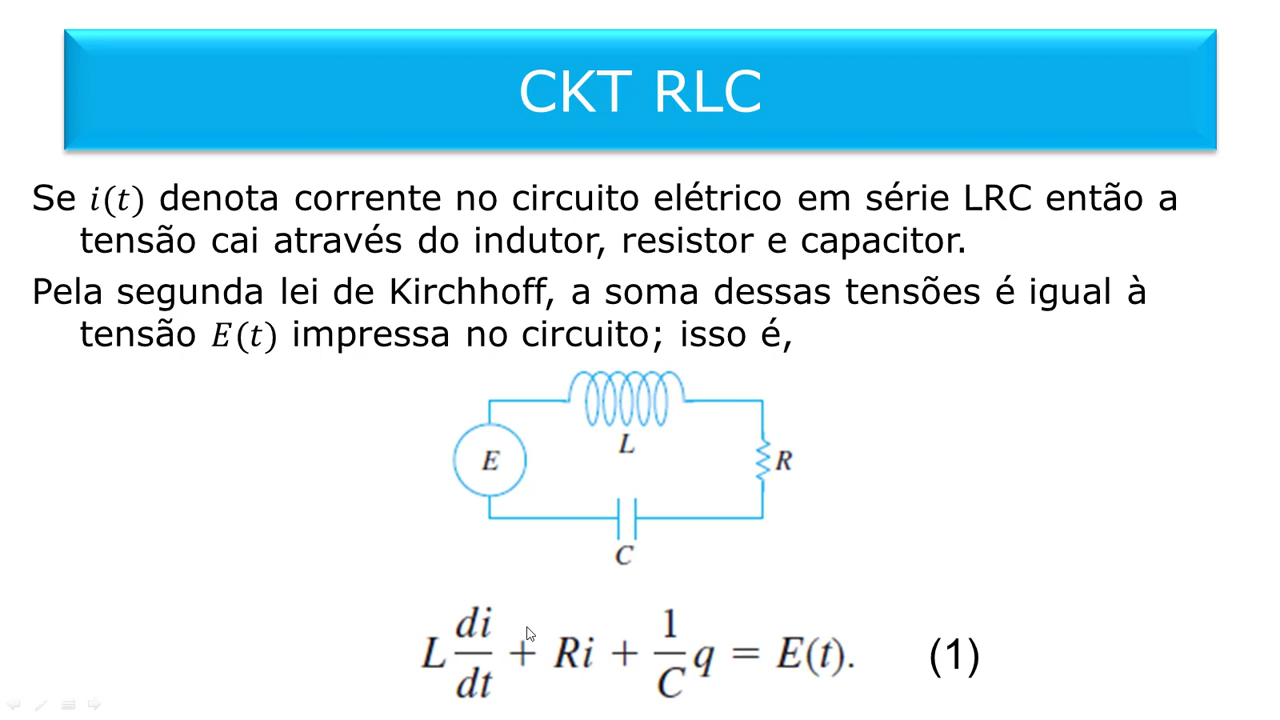 CKT RLC
Se i(t) denota corrente no circuito elétrico em série LRC então a
tensão cai através do indutor, resistor e capacitor.
Pela segunda lei de Kirchhoff, a soma dessas tensões é igual à
tensão E(t) impressa no circuito; isso é,
L
E
R
C
L di/dt + Ri + 1/C q = E(t). (1)